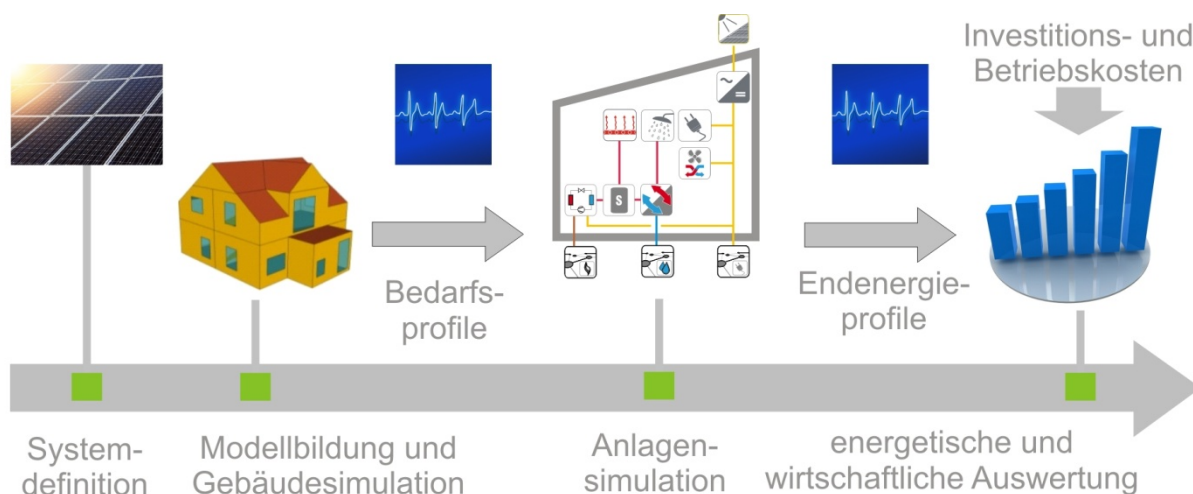 Investitions- und
Betriebskosten
S
Bedarfs-
profile
Endenergie-
profile
System-
definition
Modellbildung und
Gebäudesimulation
Anlagen-
simulation
energetische und
wirtschaftliche Auswertung